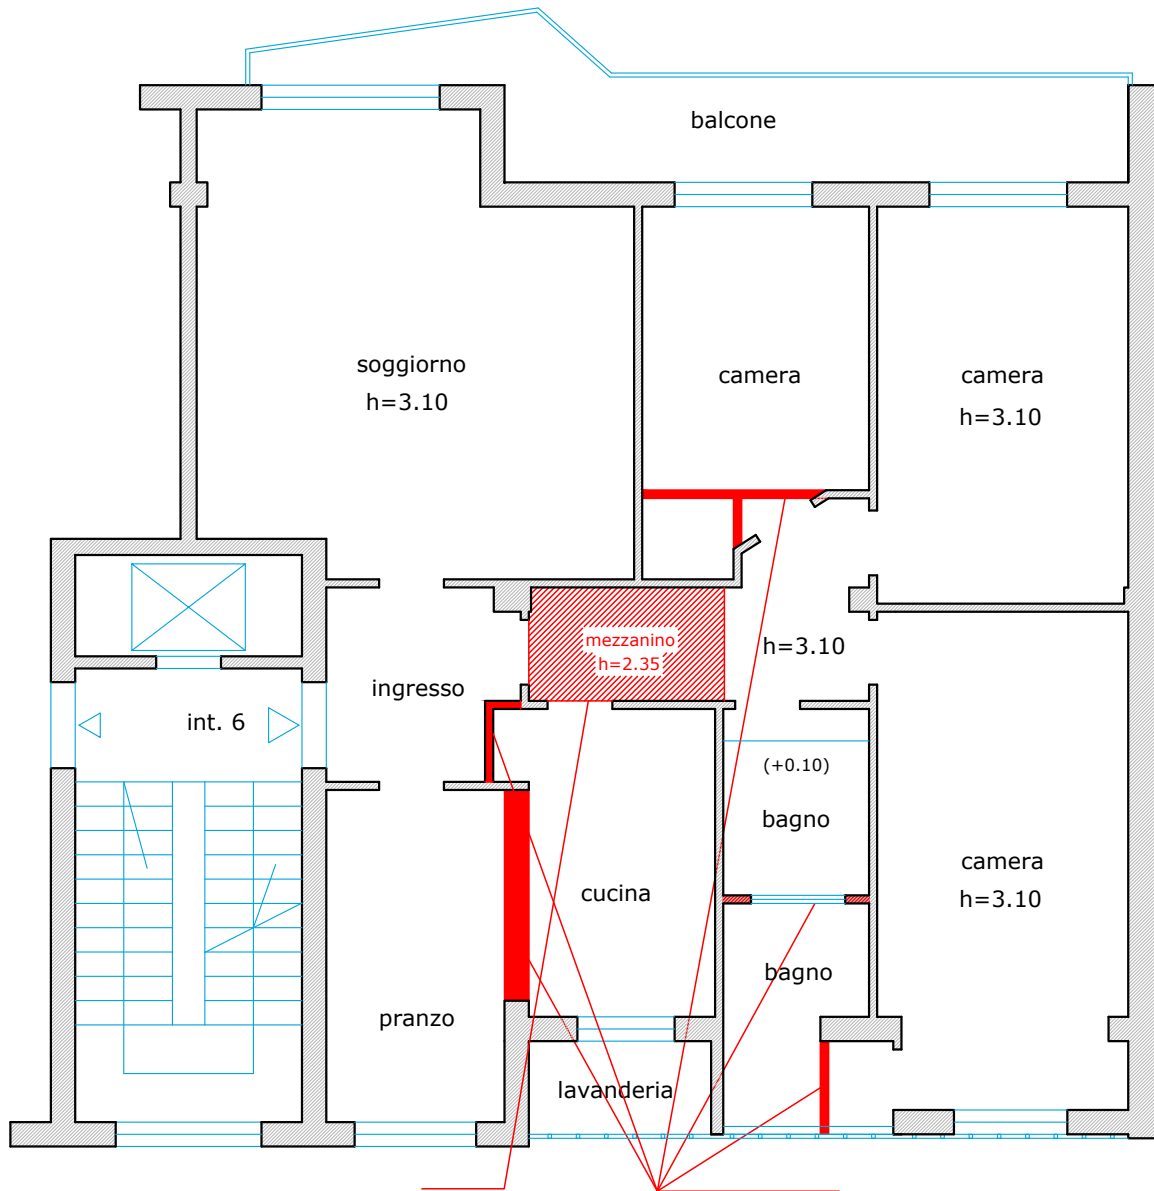 balcone
soggiorno
h=3.10
camera
camera
h=3.10
mezzanino
h=2.35
h=3.10
ingresso
int. 6
(+0.10)
bagno
camera
h=3.10
cucina
bagno
pranzo
lavanderia